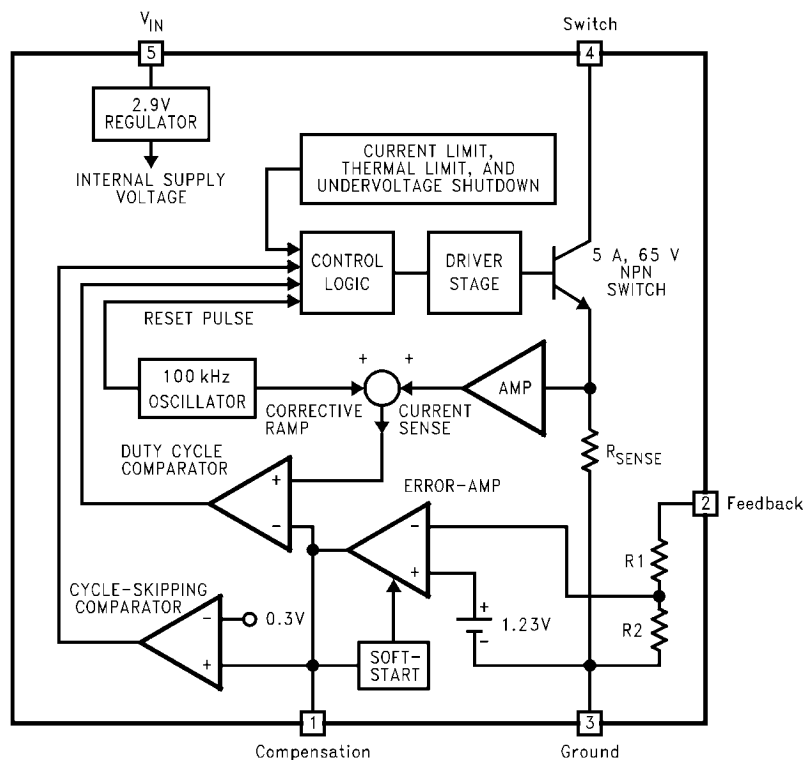 V_IN
Switch
5
4
2.9V
REGULATOR
INTERNAL SUPPLY
VOLTAGE
CURRENT LIMIT,
THERMAL LIMIT, AND
UNDERVOLTAGE SHUTDOWN
CONTROL
LOGIC
DRIVER
STAGE
5 A, 65 V
NPN
SWITCH
RESET PULSE
100 kHz
OSCILLATOR
+
+
CORRECTIVE
RAMP
CURRENT
SENSE
AMP
R_SENSE
DUTY CYCLE
COMPARATOR
+
−
ERROR-AMP
−
+
2
Feedback
R1
R2
CYCLE-SKIPPING
COMPARATOR
−
+
0.3V
+
−
1.23V
SOFT-
START
1
3
Compensation
Ground